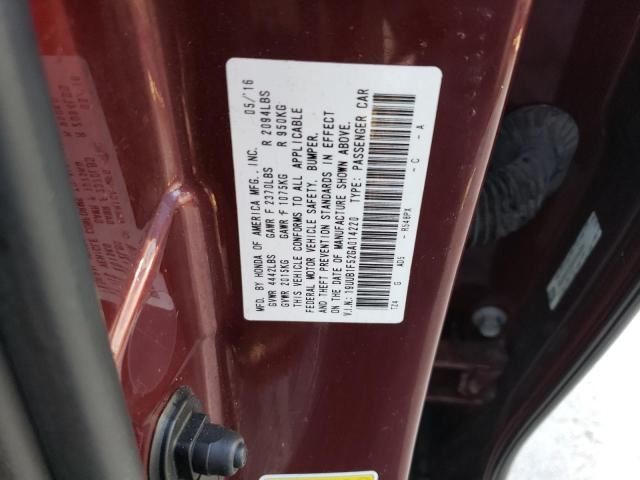 MFD. BY HONDA OF AMERICA MFG., INC. 05/'16
GVWR 4442LBS GAWR F 2370LBS R 2094LBS
GVWR 2015KG GAWR F 1075KG R 950KG
THIS VEHICLE CONFORMS TO ALL APPLICABLE
FEDERAL MOTOR VEHICLE SAFETY, BUMPER,
AND THEFT PREVENTION STANDARDS IN EFFECT
ON THE DATE OF MANUFACTURE SHOWN ABOVE.
V.I.N: 19UUB1F52GA014220 TYPE: PASSENGER CAR
TZ4 G AD5 - R548PX - C - A